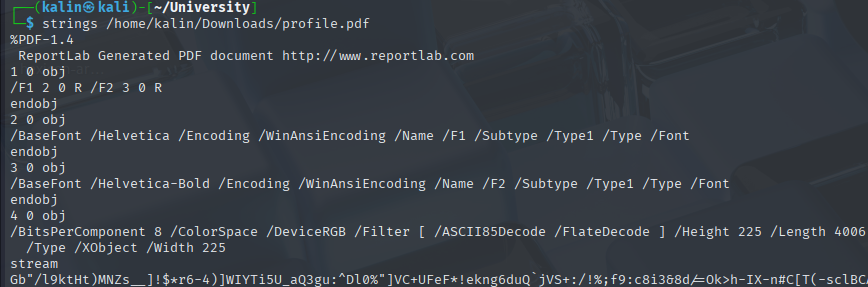 ┌──(kalin㉿kali)-[~/University]
└─$ strings /home/kalin/Downloads/profile.pdf
%PDF-1.4
 ReportLab Generated PDF document http://www.reportlab.com
1 0 obj
/F1 2 0 R /F2 3 0 R
endobj
2 0 obj
/BaseFont /Helvetica /Encoding /WinAnsiEncoding /Name /F1 /Subtype /Type1 /Type /Font
endobj
3 0 obj
/BaseFont /Helvetica-Bold /Encoding /WinAnsiEncoding /Name /F2 /Subtype /Type1 /Type /Font
endobj
4 0 obj
/BitsPerComponent 8 /ColorSpace /DeviceRGB /Filter [ /ASCII85Decode /FlateDecode ] /Height 225 /Length 4006
 /Type /XObject /Width 225
stream
Gb"/l9ktHt)MNZs__]!$*r6-4)]WIYTi5U_aQ3gu:^Dl0%"]VC+UFeF*!ekng6duQ`jVS+:/!%;f9:c8i3&8d/=Ok>h-IX-n#C[T(-sclBC